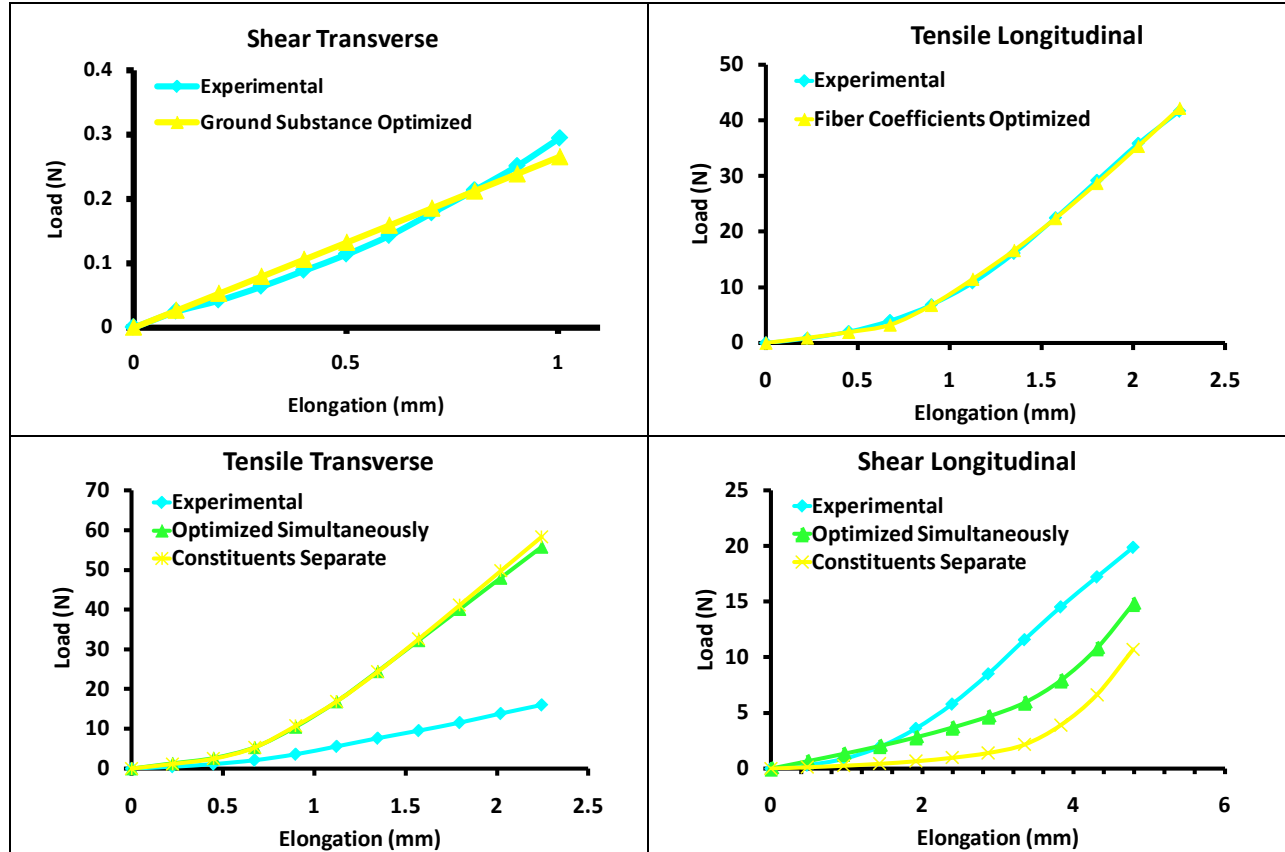 Shear Transverse
Experimental
Ground Substance Optimized
0.4
0.3
0.2
0.1
0
Load (N)
0
0.5
1
Elongation (mm)
Tensile Longitudinal
Experimental
Fiber Coefficients Optimized
50
40
30
20
10
0
Load (N)
0
0.5
1
1.5
2
2.5
Elongation (mm)
Tensile Transverse
Experimental
Optimized Simultaneously
Constituents Separate
70
60
50
40
30
20
10
0
Load (N)
0
0.5
1
1.5
2
2.5
Elongation (mm)
Shear Longitudinal
Experimental
Optimized Simultaneously
Constituents Separate
25
20
15
10
5
0
Load (N)
0
2
4
6
Elongation (mm)